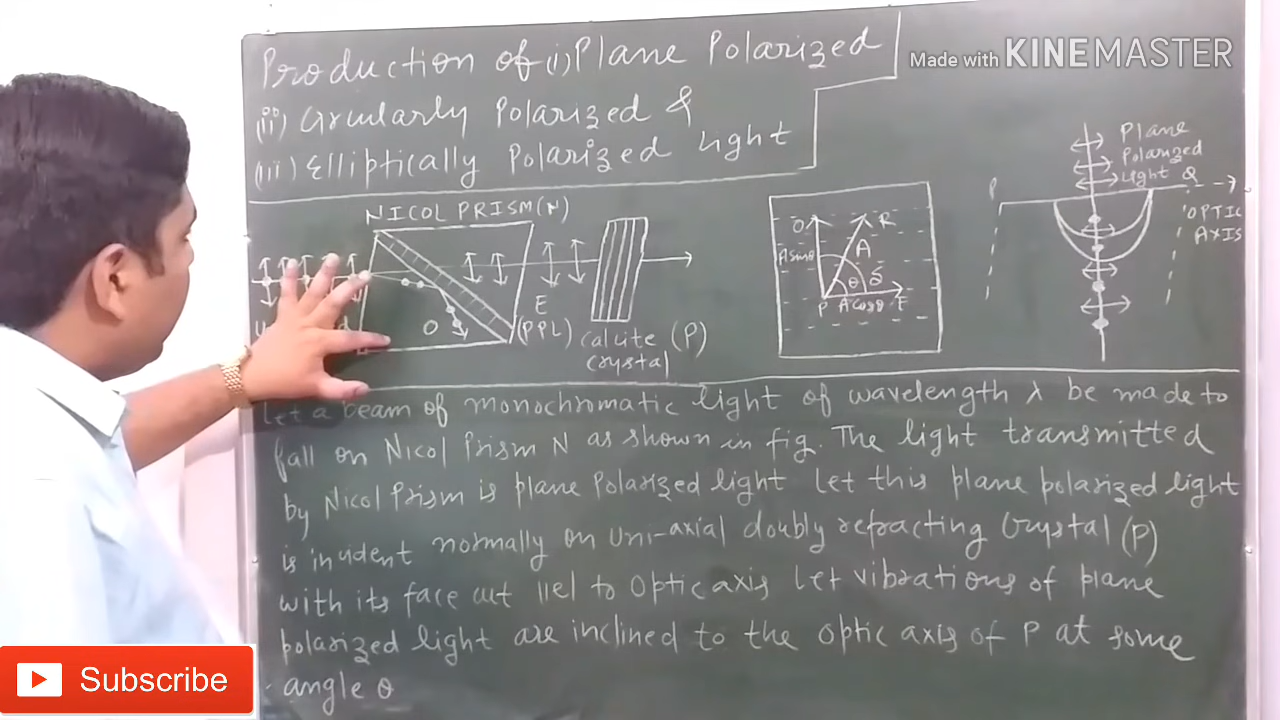 Production of (i) Plane Polarized
(ii) Circularly Polarized &
(iii) Elliptically Polarized Light
Made with KINEMASTER
NICOL PRISM(N)
O
E
(PPL)
Calcite (P)
Crystal
O
R
A sinθ
A
θ
δ
P
A cosθ
E
Plane
Polarized
Light
P
Q
OPTIC
AXIS
Let a beam of monochromatic light of wavelength λ be made to
fall on Nicol Prism N as shown in fig. The light transmitted
by Nicol Prism is plane Polarized light Let this plane polarized light
is incident normally on Uni-axial doubly refracting Crystal (P)
with its face cut llel to Optic axis Let vibrations of plane
polarized light are inclined to the optic axis of P at some
angle θ
Subscribe